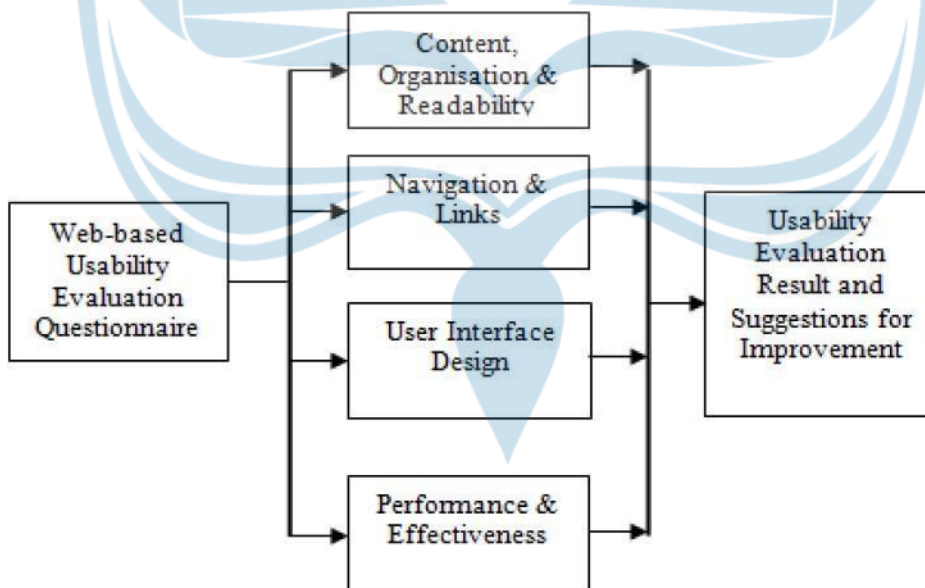 Web-based
Usability
Evaluation
Questionnaire
Content,
Organisation &
Readability
Navigation &
Links
User Interface
Design
Performance &
Effectiveness
Usability
Evaluation
Result and
Suggestions for
Improvement